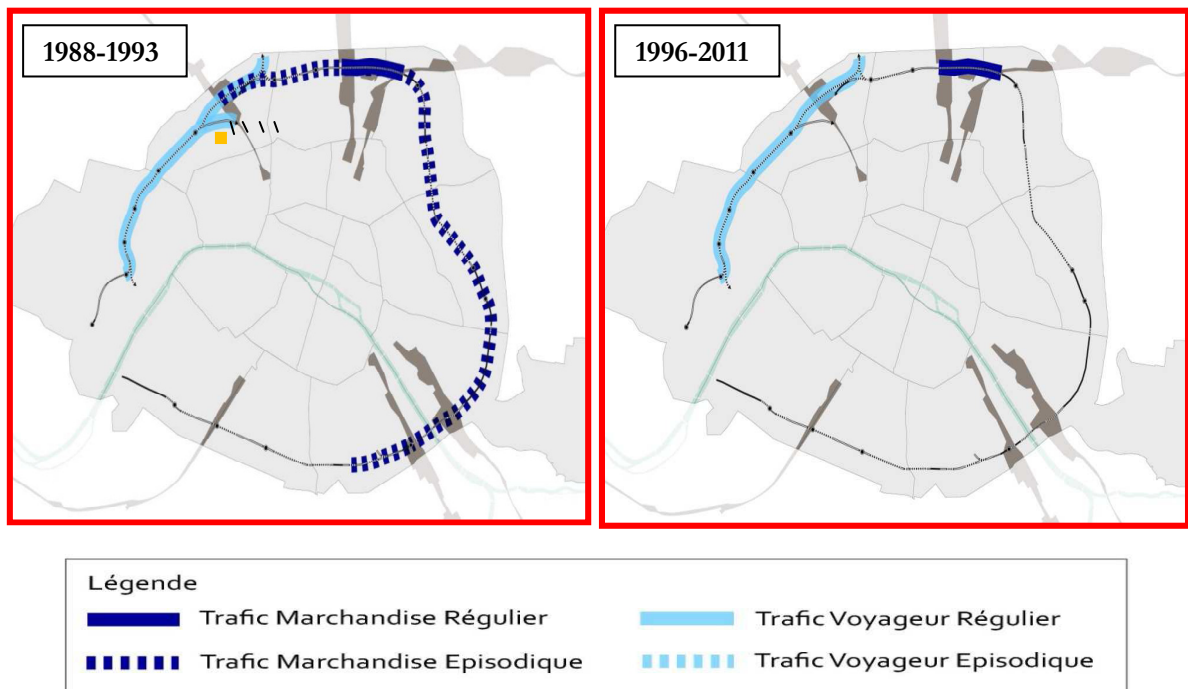 1988-1993
1996-2011
Légende
Trafic Marchandise Régulier
Trafic Voyageur Régulier
Trafic Marchandise Episodique
Trafic Voyageur Episodique